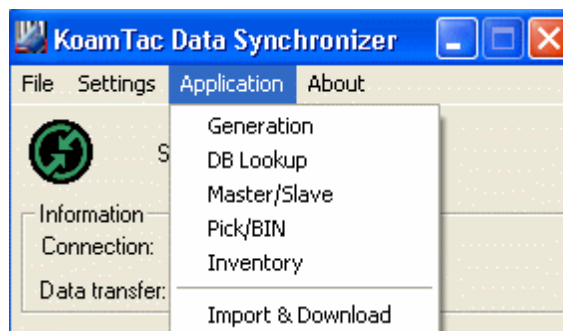 KoamTac Data Synchronizer
File Settings Application About
Generation
S
DB Lookup
Master/Slave
Information
Pick/BIN
Connection:
Inventory
Data transfer:
Import & Download